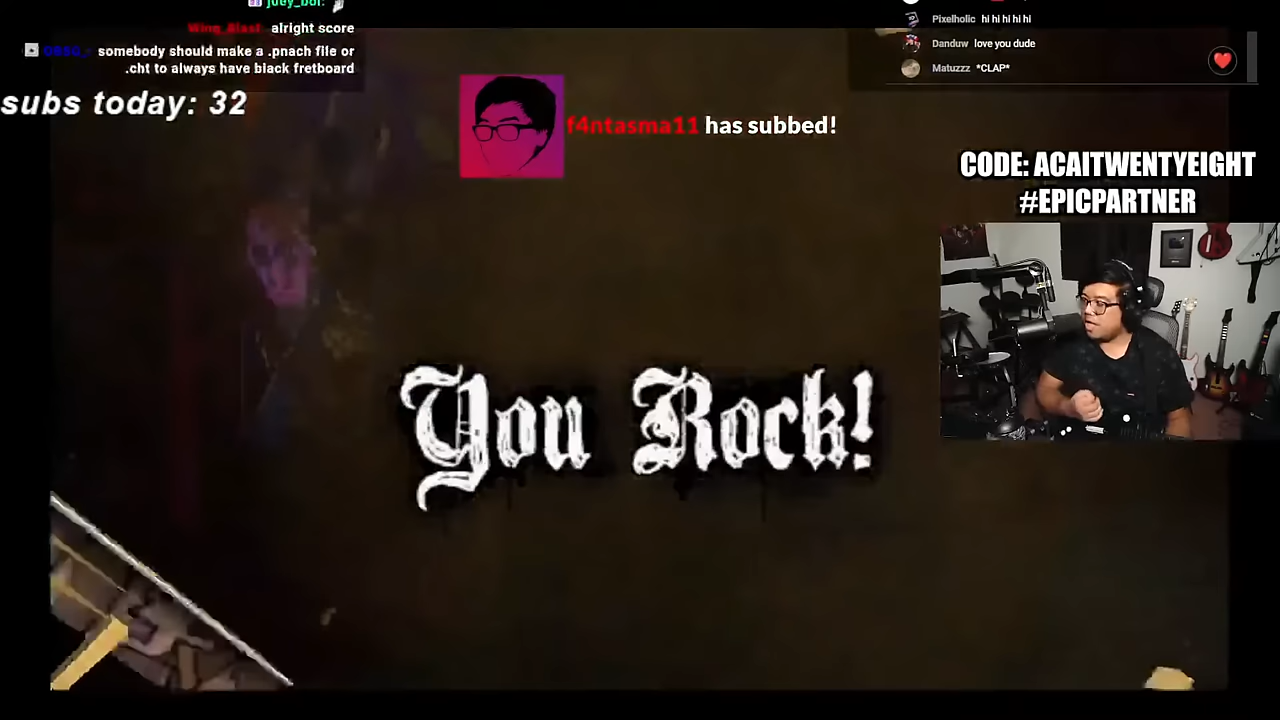 juey_boi:
Wing_Blast: alright score
somebody should make a .pnach file or
.cht to always have black fretboard
subs today: 32
f4ntasma11 has subbed!
Pixelholic hi hi hi hi hi
Danduw love you dude
Matuzzz *CLAP*
CODE: ACAITWENTYEIGHT
#EPICPARTNER
You Rock!